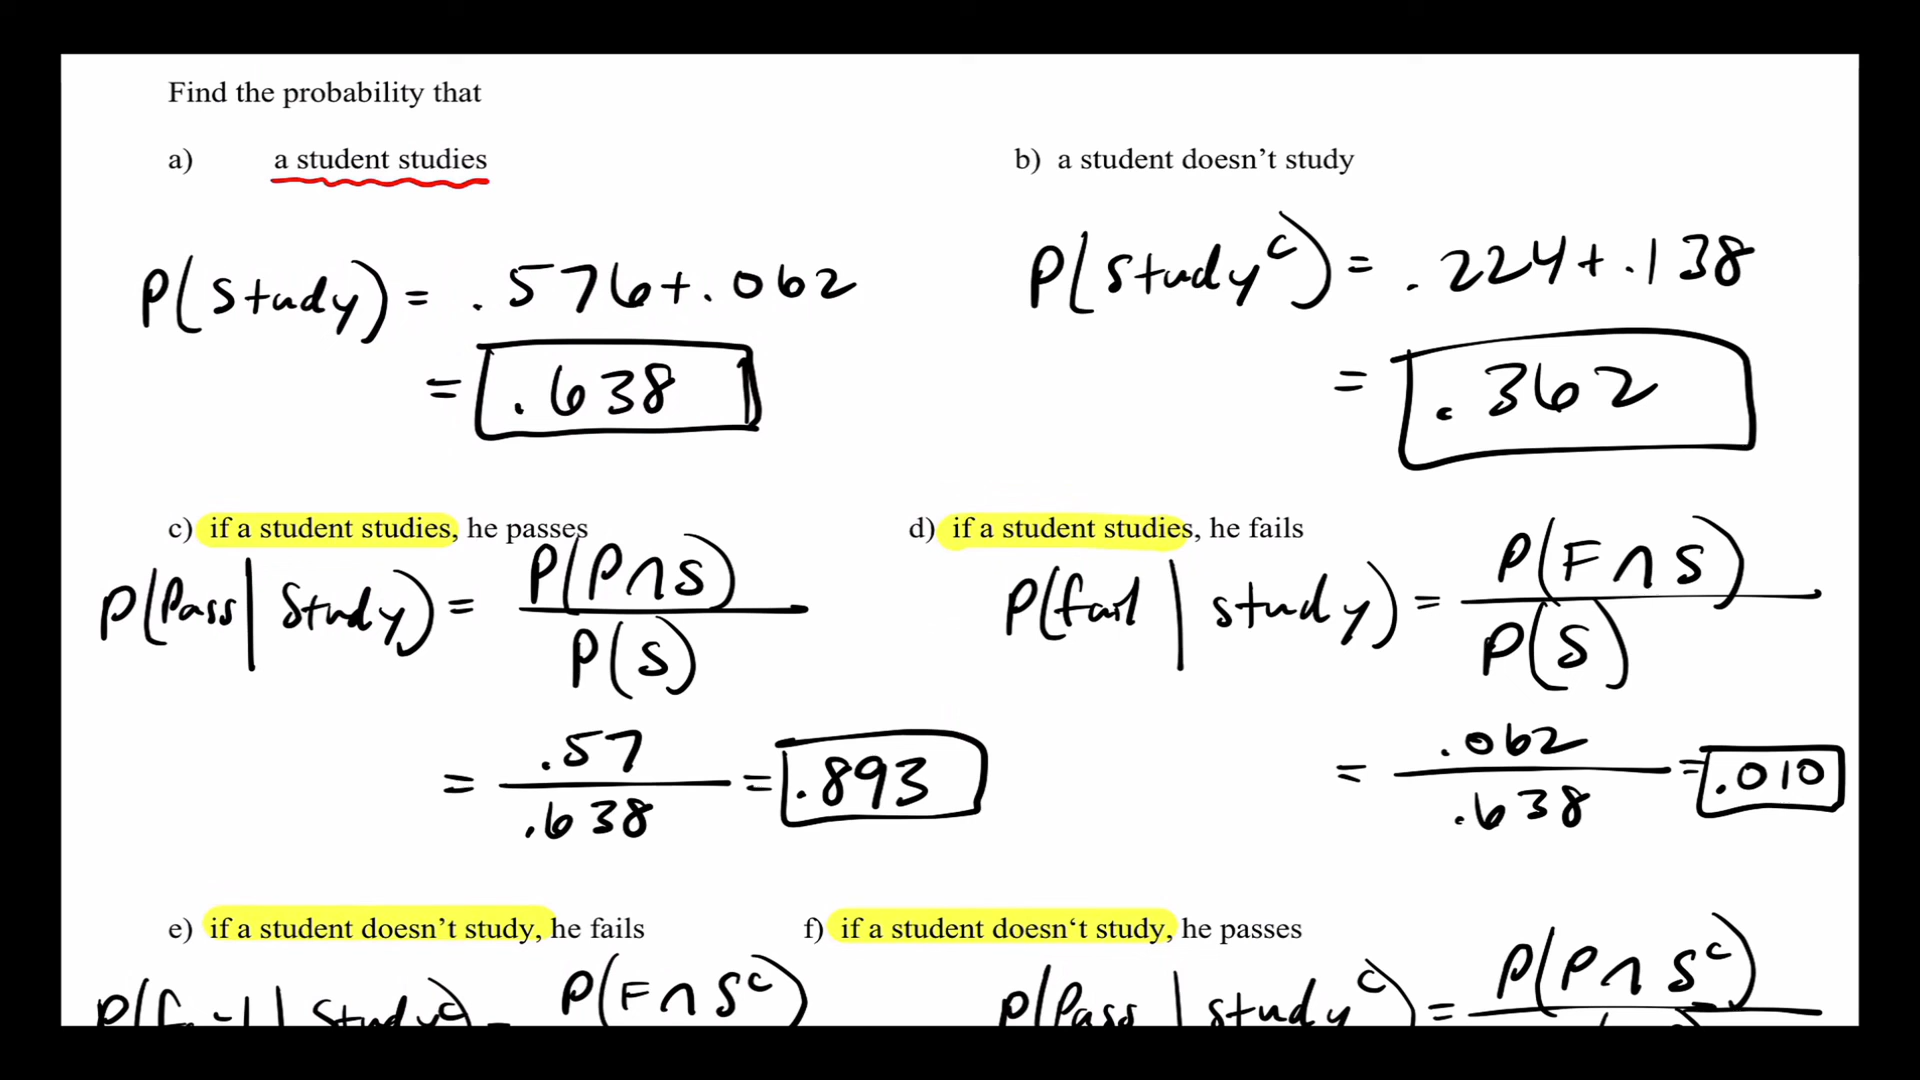 Find the probability that
a) a student studies
b) a student doesn't study
P(Study) = .576+.062
= .638
P(Study^c) = .224+.138
= .362
c) if a student studies, he passes
d) if a student studies, he fails
P(Pass | Study) = P(P∩S) / P(S)
= .57 / .638 = .893
P(fail | study) = P(F∩S) / P(S)
= .062 / .638 = .010
e) if a student doesn't study, he fails
f) if a student doesn‘t study, he passes
P(F∩S^c)
P(Pass | study^c) = P(P∩S^c)